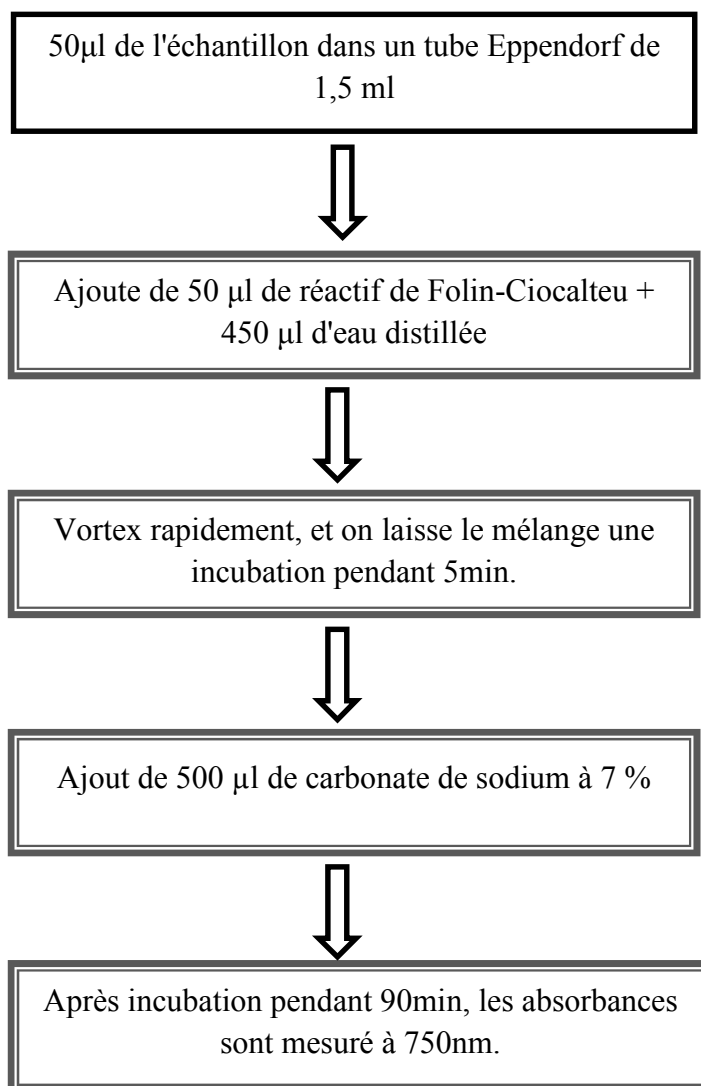 50µl de l'échantillon dans un tube Eppendorf de
1,5 ml
Ajoute de 50 µl de réactif de Folin-Ciocalteu +
450 µl d'eau distillée
Vortex rapidement, et on laisse le mélange une
incubation pendant 5min.
Ajout de 500 µl de carbonate de sodium à 7 %
Après incubation pendant 90min, les absorbances
sont mesuré à 750nm.